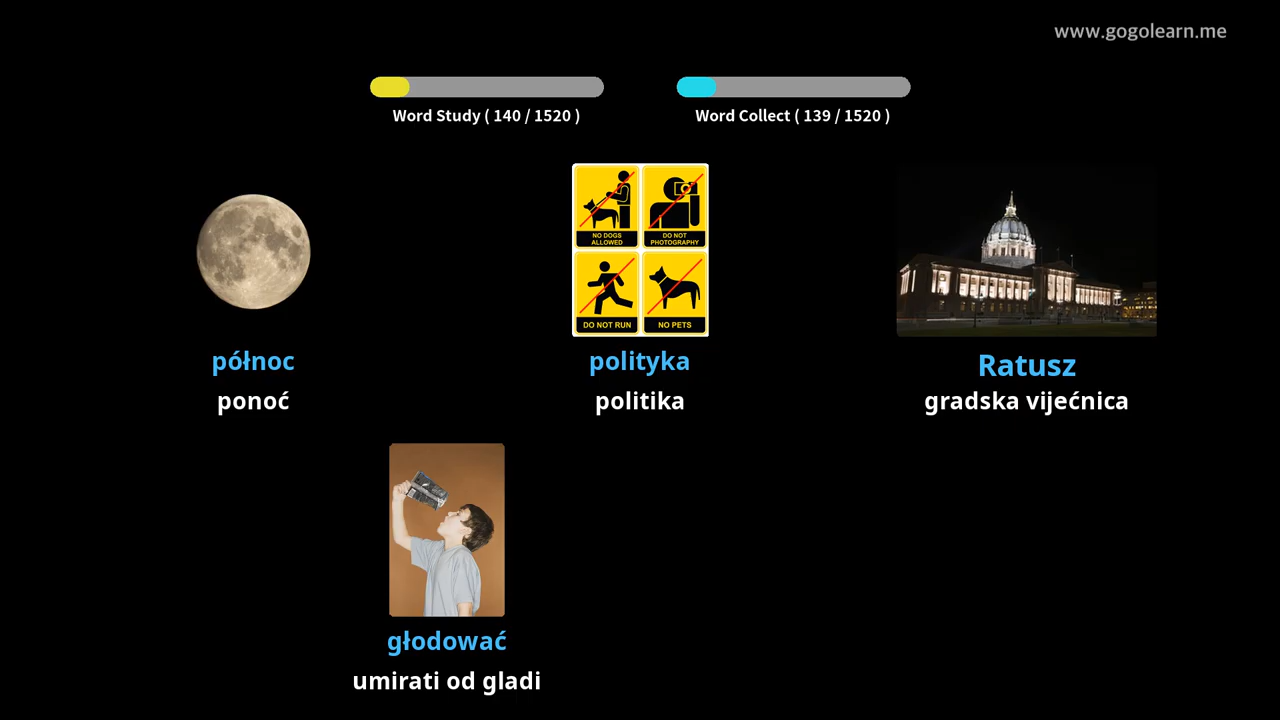 www.gogolearn.me
Word Study ( 140 / 1520 )
Word Collect ( 139 / 1520 )
NO DOGS
ALLOWED
DO NOT
PHOTOGRAPHY
DO NOT RUN
NO PETS
północ
polityka
Ratusz
ponoć
politika
gradska vijećnica
głodować
umirati od gladi